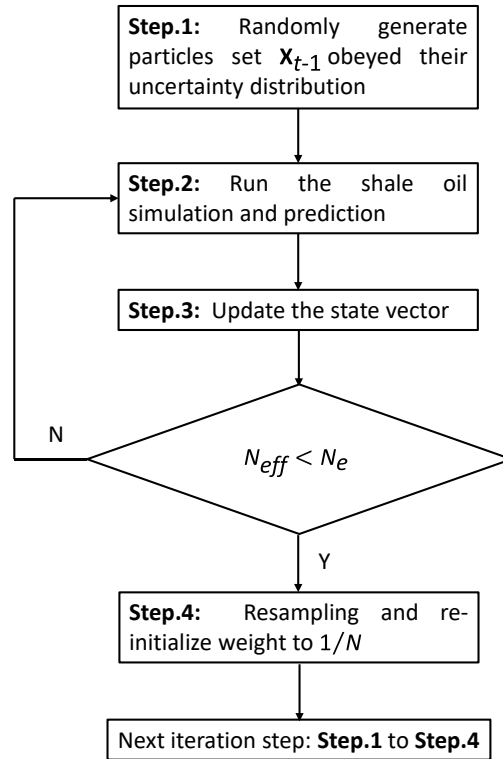 Step.1: Randomly generate
particles set X_{t-1} obeyed their
uncertainty distribution
Step.2: Run the shale oil
simulation and prediction
Step.3: Update the state vector
N
N_{eff} < N_e
Y
Step.4: Resampling and re-
initialize weight to 1/N
Next iteration step: Step.1 to Step.4